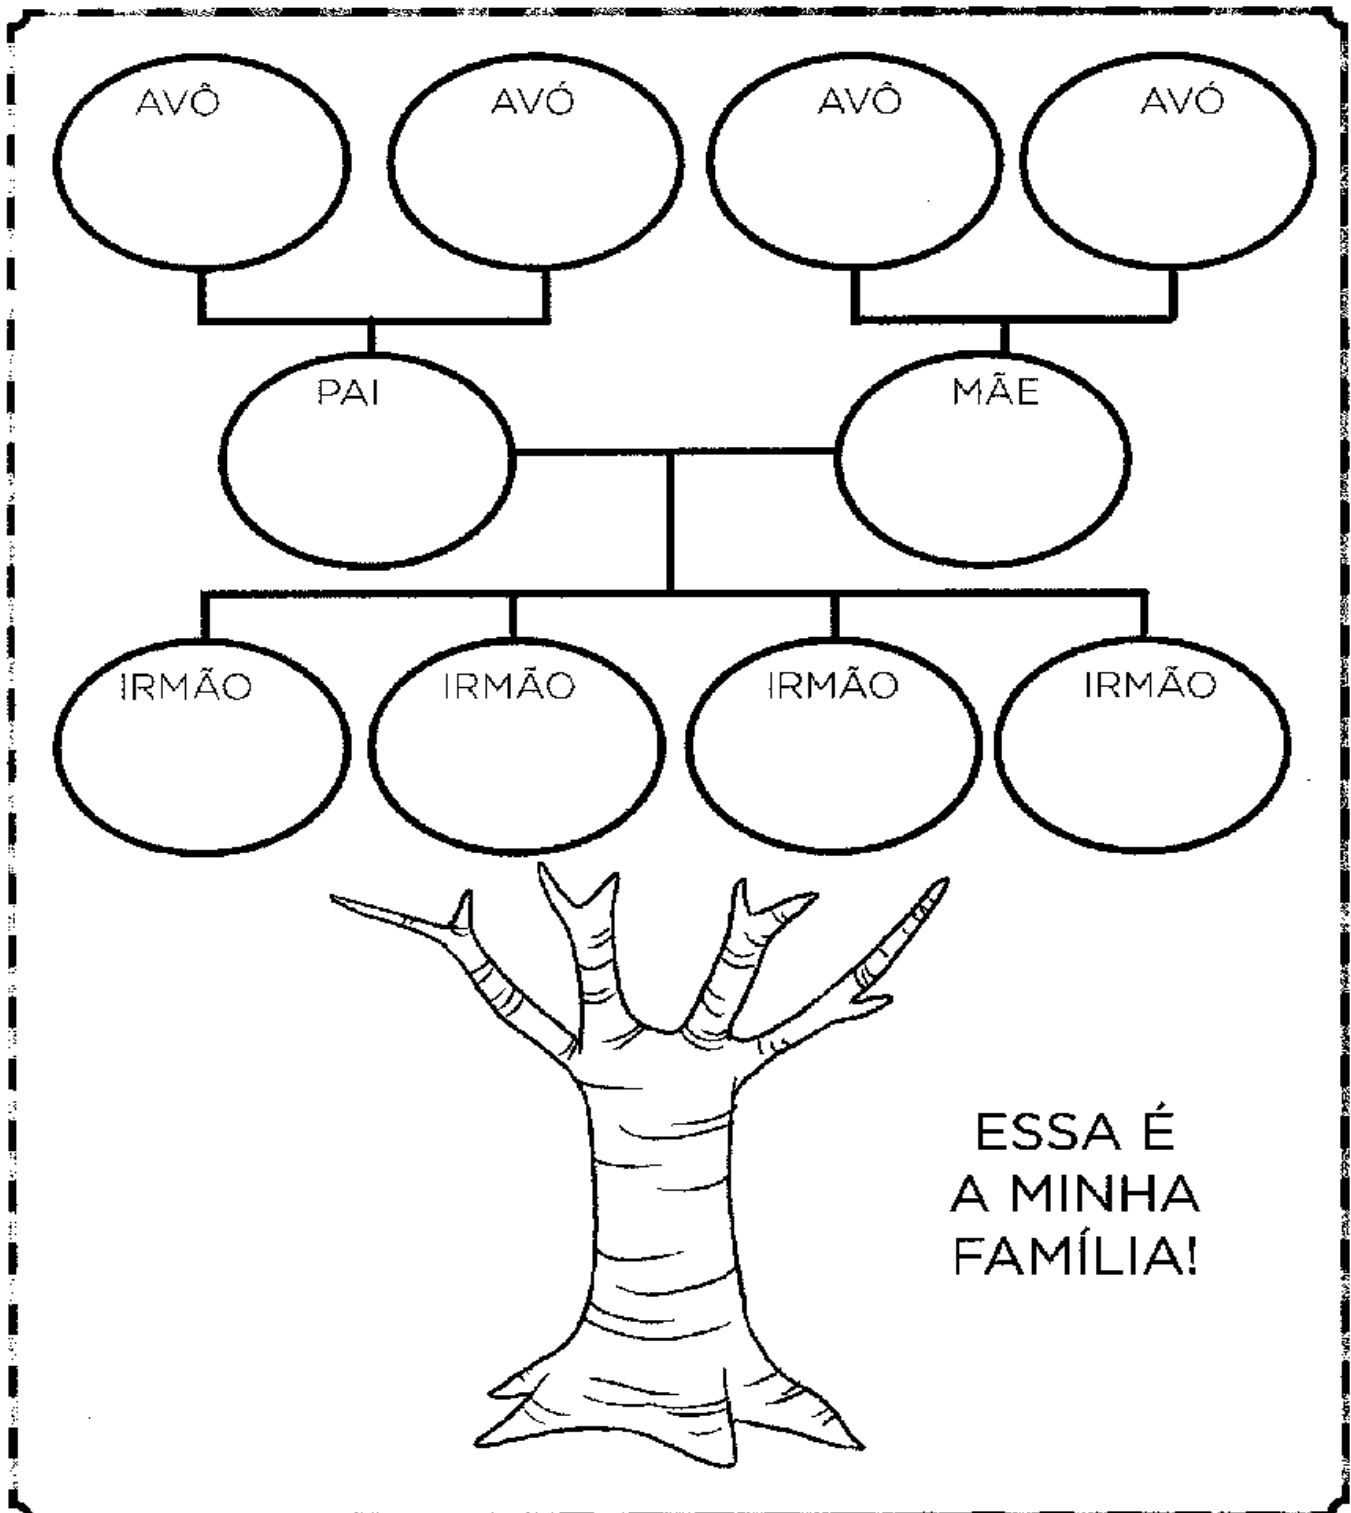 AVÔ AVÓ AVÔ AVÓ
PAI MÃE
IRMÃO IRMÃO IRMÃO IRMÃO
ESSA É
A MINHA
FAMÍLIA!